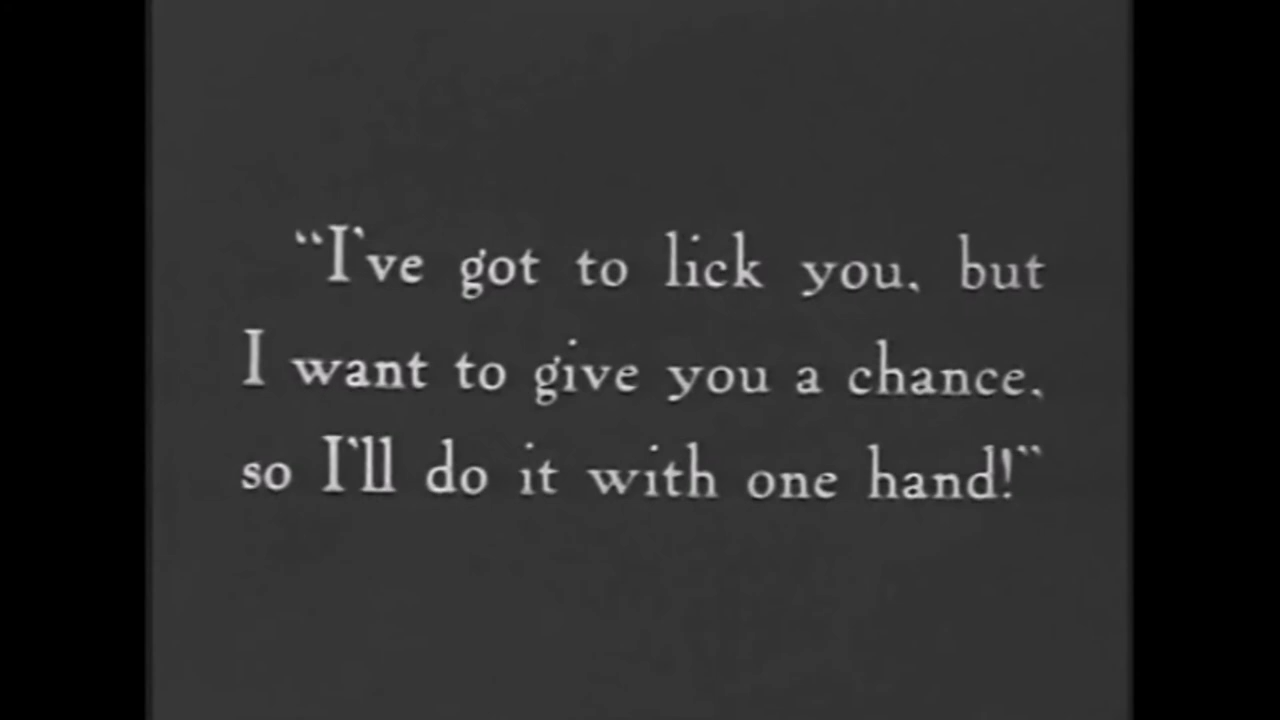 “I've got to lick you, but
I want to give you a chance,
so I'll do it with one hand!”